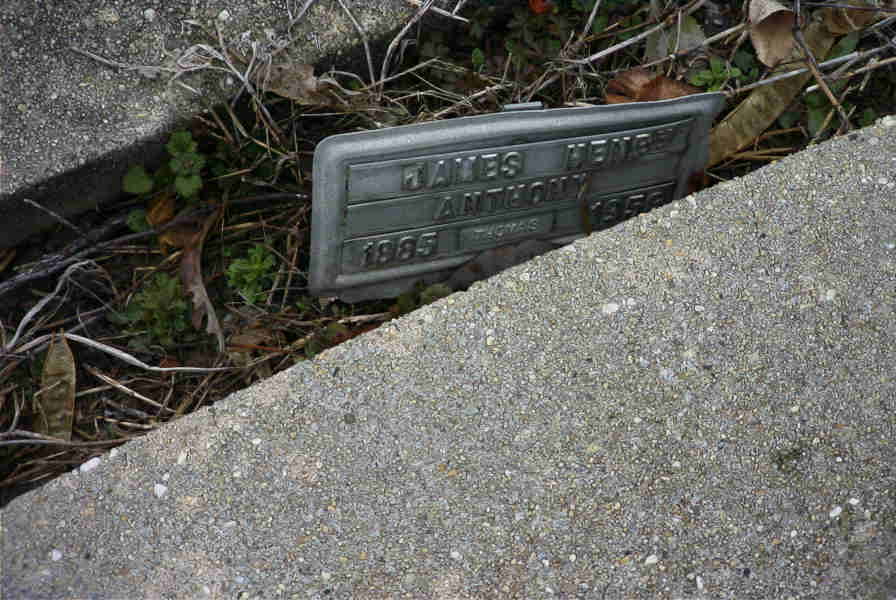 JAMES HENRY
ANTHONY
1885 THOMAS 1956